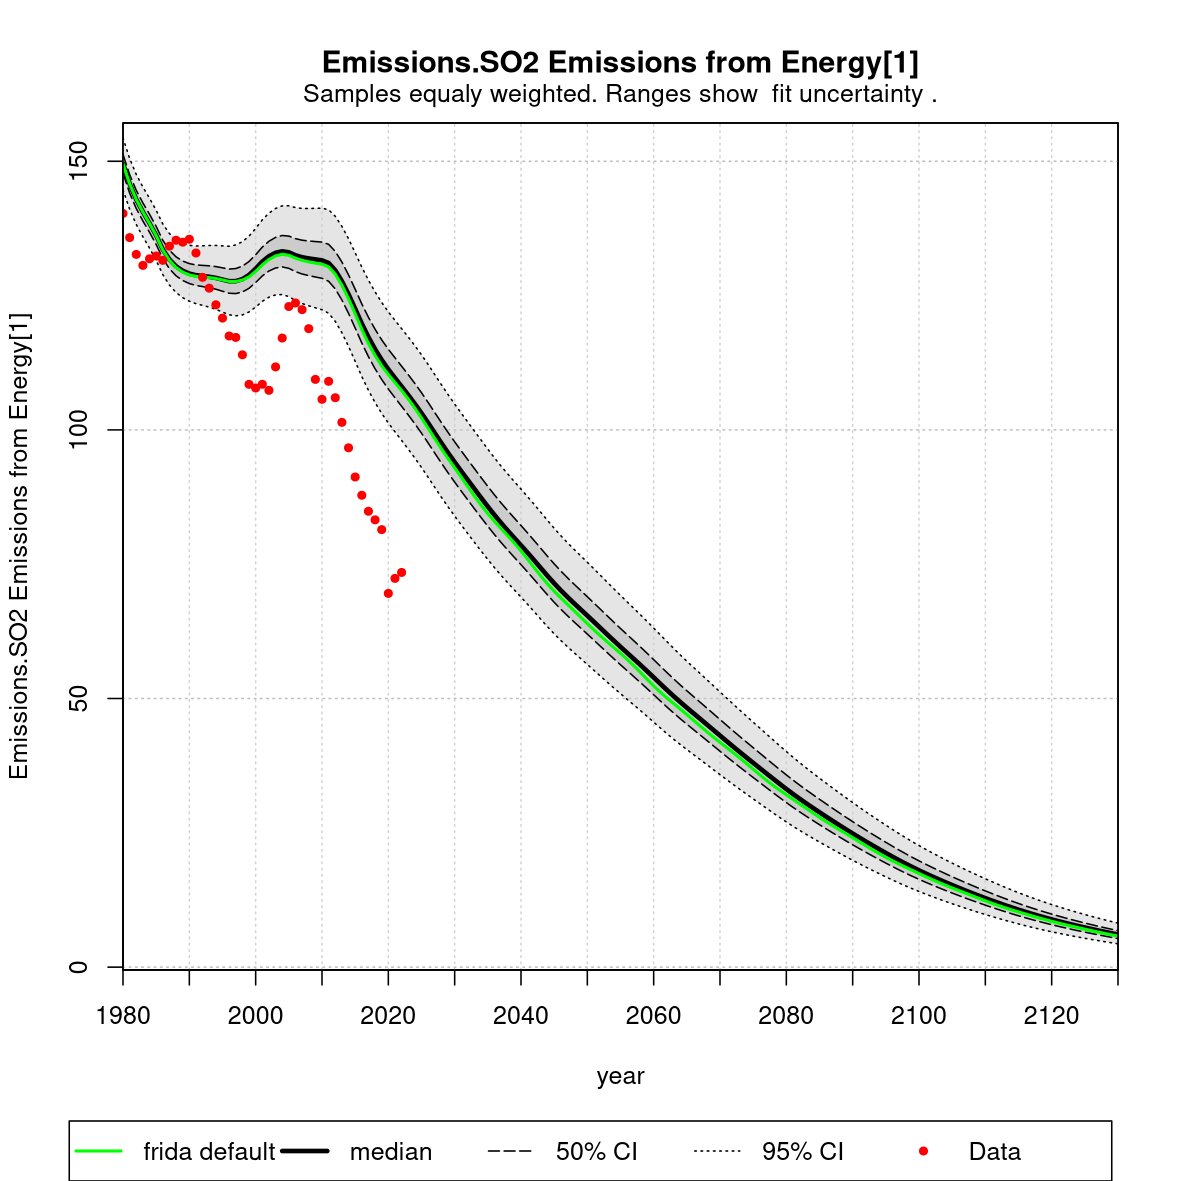 Emissions.SO2 Emissions from Energy[1]
Samples equaly weighted. Ranges show  fit uncertainty .
Emissions.SO2 Emissions from Energy[1]
150
100
50
0
1980 2000 2020 2040 2060 2080 2100 2120
year
frida default median 50% CI 95% CI Data